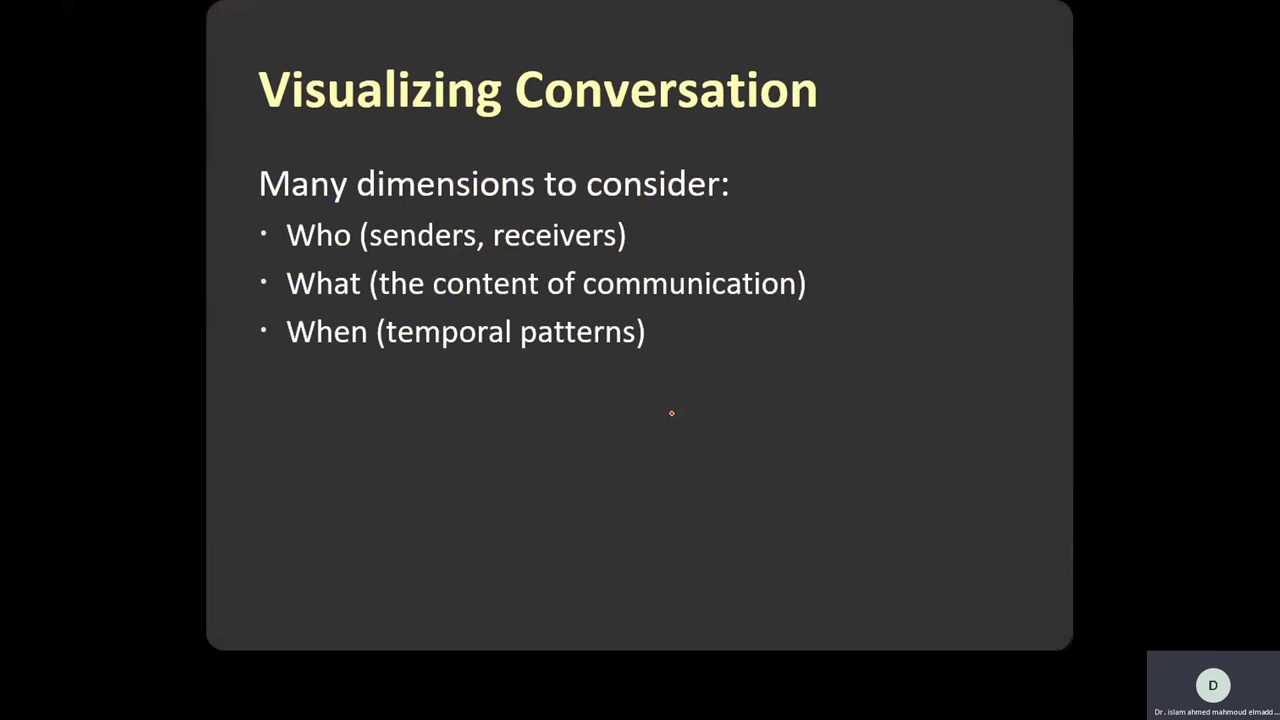 Visualizing Conversation
Many dimensions to consider:
· Who (senders, receivers)
· What (the content of communication)
· When (temporal patterns)
D
Dr. islam ahmed mahmoud elmadd...